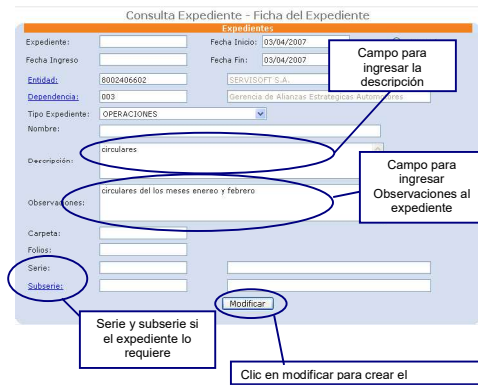 Consulta Expediente - Ficha del Expediente
Expedientes
Expediente:
Fecha Inicio: 03/04/2007
Fecha Ingreso
Fecha Fin: 03/04/2007
Campo para
ingresar la
descripción
Entidad: 8002406602 SERVISOFT S.A.
Dependencia: 003 Gerencia de Alianzas Estrategicas Automotores
Tipo Expediente: OPERACIONES
Nombre:
circulares
Descripción:
Campo para
ingresar
Observaciones al
expediente
circulares del los meses enereo y febrero
Observaciones:
Carpeta:
Folios:
Serie:
Subserie:
Modificar
Serie y subserie si
el expediente lo
requiere
Clic en modificar para crear el